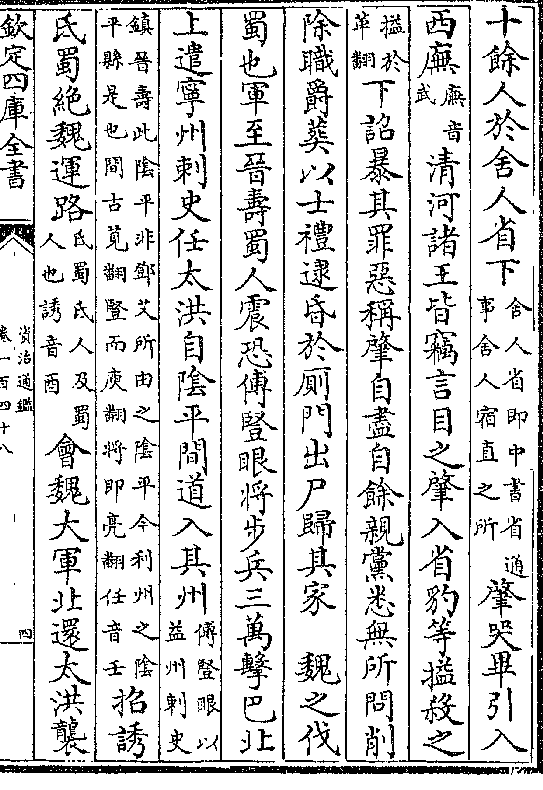 十餘人於舍人省下舍人省即中書省通事舍人宿直之所肇哭畢引入
西廡廡音武清河諸王皆竊言目之肇入省豹等搤殺之
搤於革翻下詔暴其罪惡稱肇自盡自餘親黨悉無所問削
除職爵葬以士禮逮昏於厠門出尸歸其家　魏之伐
蜀也軍至晉壽蜀人震恐傅豎眼將步兵三萬擊巴北
上遣寧州刺史任太洪自陰平間道入其州傅豎眼以益州刺史
鎮晉壽此陰平非鄧艾所由之陰平今利州之陰平縣是也間古莧翻豎而庾翻將即亮翻任音壬招誘
氐蜀絶魏運路氐蜀氐人及蜀人也誘音酉會魏大軍北還太洪襲
欽定四庫全書
資治通鑑
卷一百四十八
四